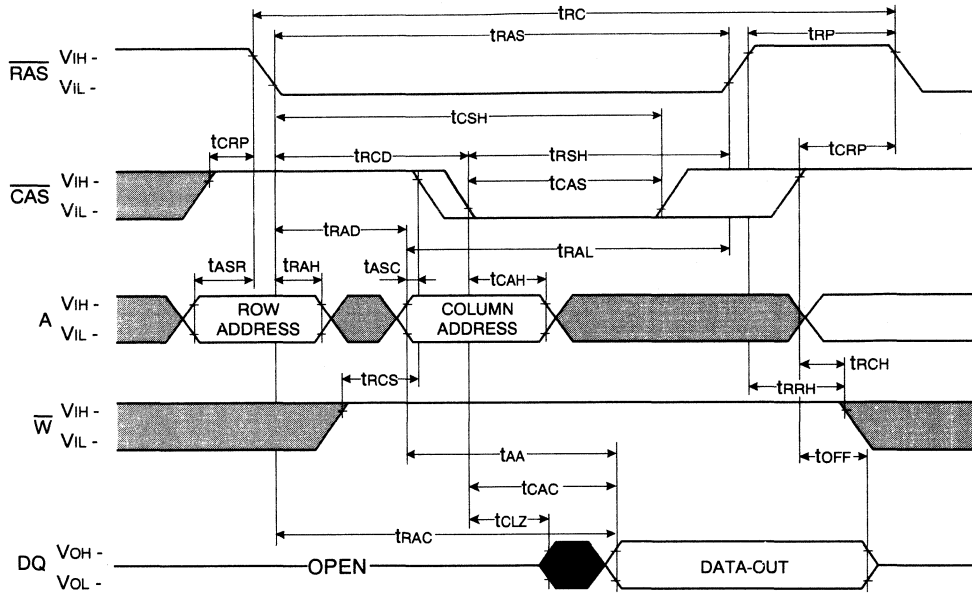 tRC
tRAS
tRP
RAS
VIH -
VIL -
tCSH
tCRP
tRCD
tRSH
tCRP
CAS
VIH -
VIL -
tCAS
tRAD
tRAL
tASR
tRAH
tASC
tCAH
A
VIH -
VIL -
ROW
ADDRESS
COLUMN
ADDRESS
tRCS
tRCH
tRRH
W
VIH -
VIL -
tAA
tOFF
tCAC
tCLZ
tRAC
DQ
VOH -
VOL -
OPEN
DATA-OUT